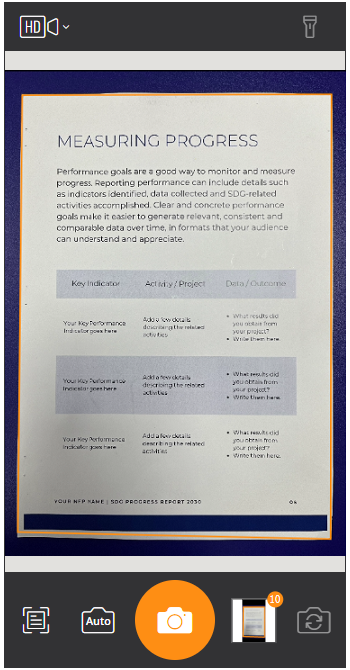 HD
MEASURING PROGRESS
Performance goals are a good way to monitor and measure
progress. Reporting performance can include details such
as indicators identified, data collected and SDG-related
activities accomplished. Clear and concrete performance
goals make it easier to generate relevant, consistent and
comparable data over time, in formats that your audience
can understand and appreciate.
Key Indicator Activity / Project Data / Outcome
Your Key Performance
Indicator goes here
Add a few details
describing the related
activities
• What results did
you obtain from
your project?
• Write them here.
Your Key Performance
Indicator goes here
Add a few details
describing the related
activities
• What results did
you obtain from
your project?
• Write them here.
Your Key Performance
Indicator goes here
Add a few details
describing the related
activities
• What results did
you obtain from
your project?
• Write them here.
YOUR NFP NAME | SDG PROGRESS REPORT 2030 06
Auto
10